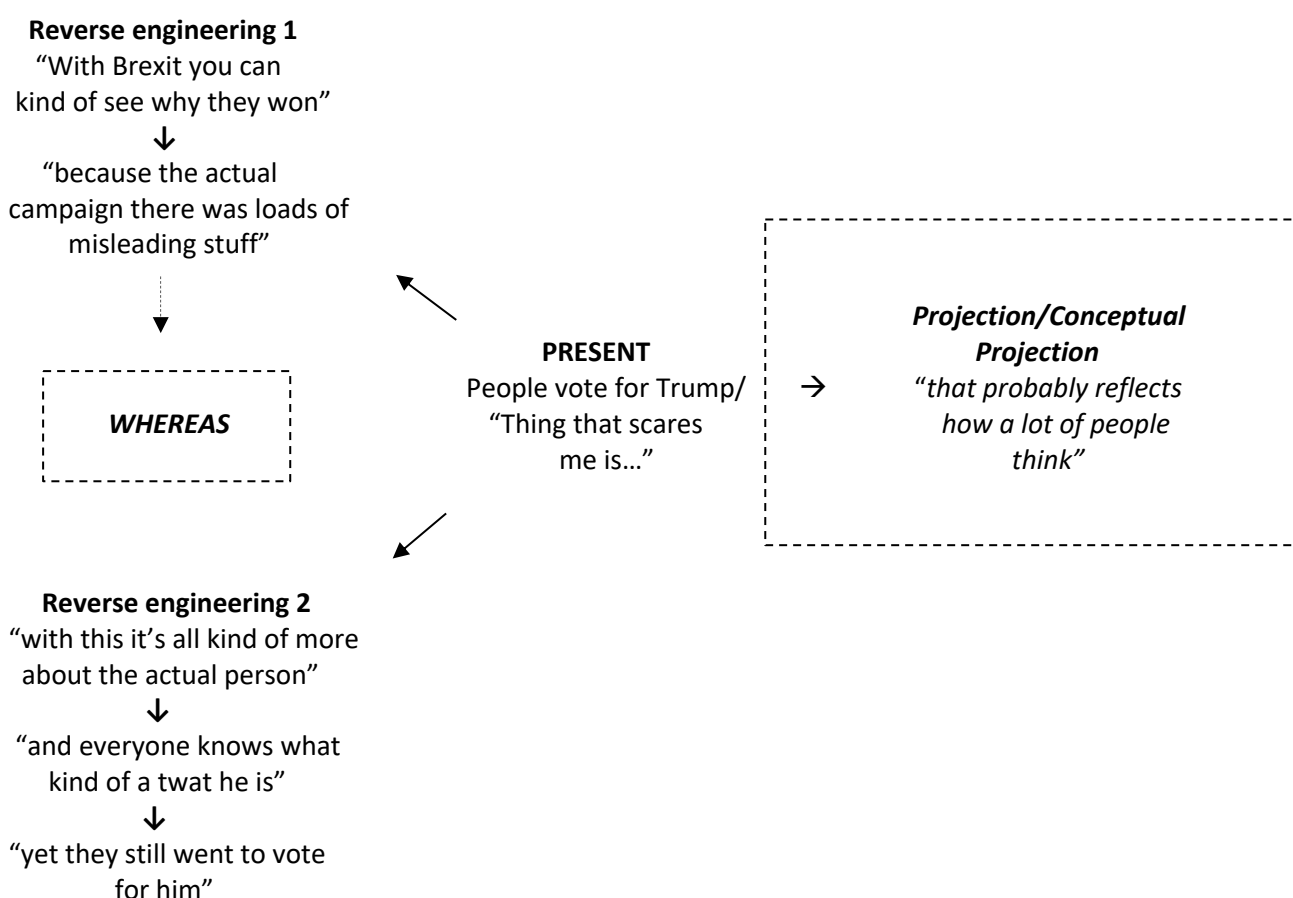 Reverse engineering 1
“With Brexit you can
kind of see why they won”
↓
“because the actual
campaign there was loads of
misleading stuff”
WHEREAS
Reverse engineering 2
“with this it’s all kind of more
about the actual person”
↓
“and everyone knows what
kind of a twat he is”
↓
“yet they still went to vote
for him”
PRESENT
People vote for Trump/
“Thing that scares
me is…”
→
Projection/Conceptual
Projection
“that probably reflects
how a lot of people
think”